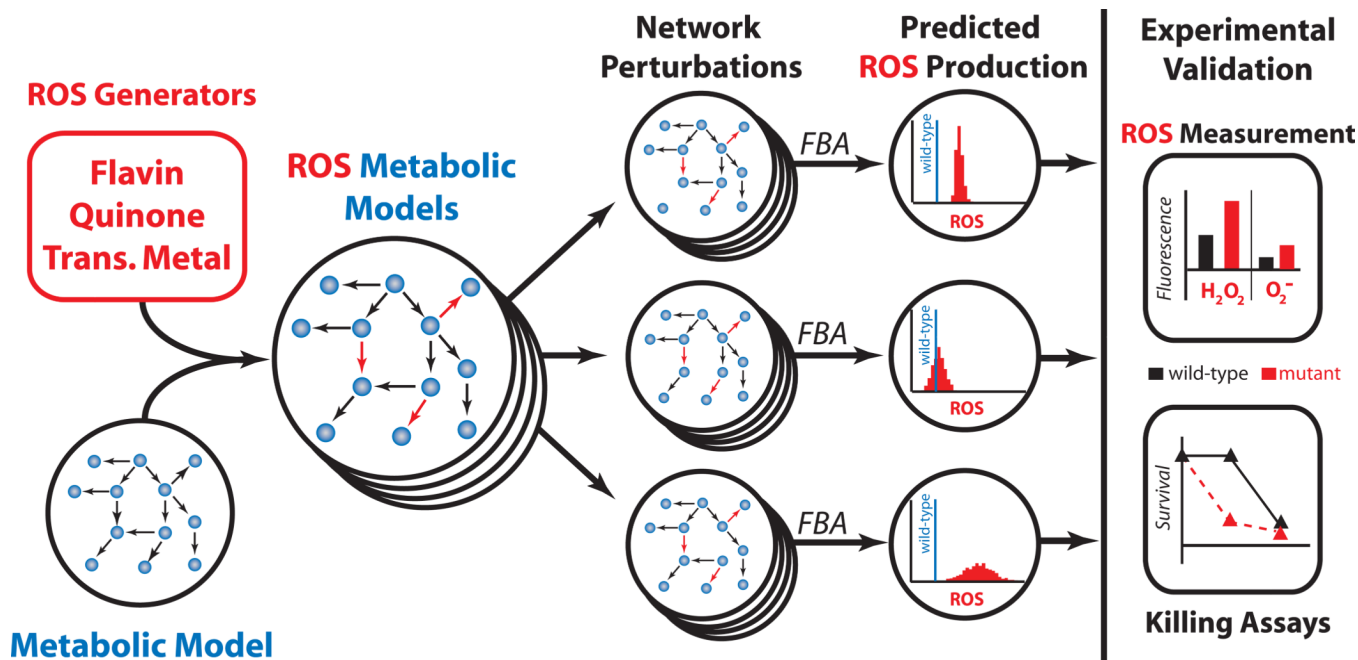 ROS Generators
Flavin
Quinone
Trans. Metal
Metabolic Model
ROS Metabolic
Models
Network
Perturbations
FBA
FBA
FBA
Predicted
ROS Production
wild-type
ROS
wild-type
ROS
wild-type
ROS
Experimental
Validation
ROS Measurement
Fluorescence
H₂O₂ O₂⁻
wild-type mutant
Survival
Killing Assays